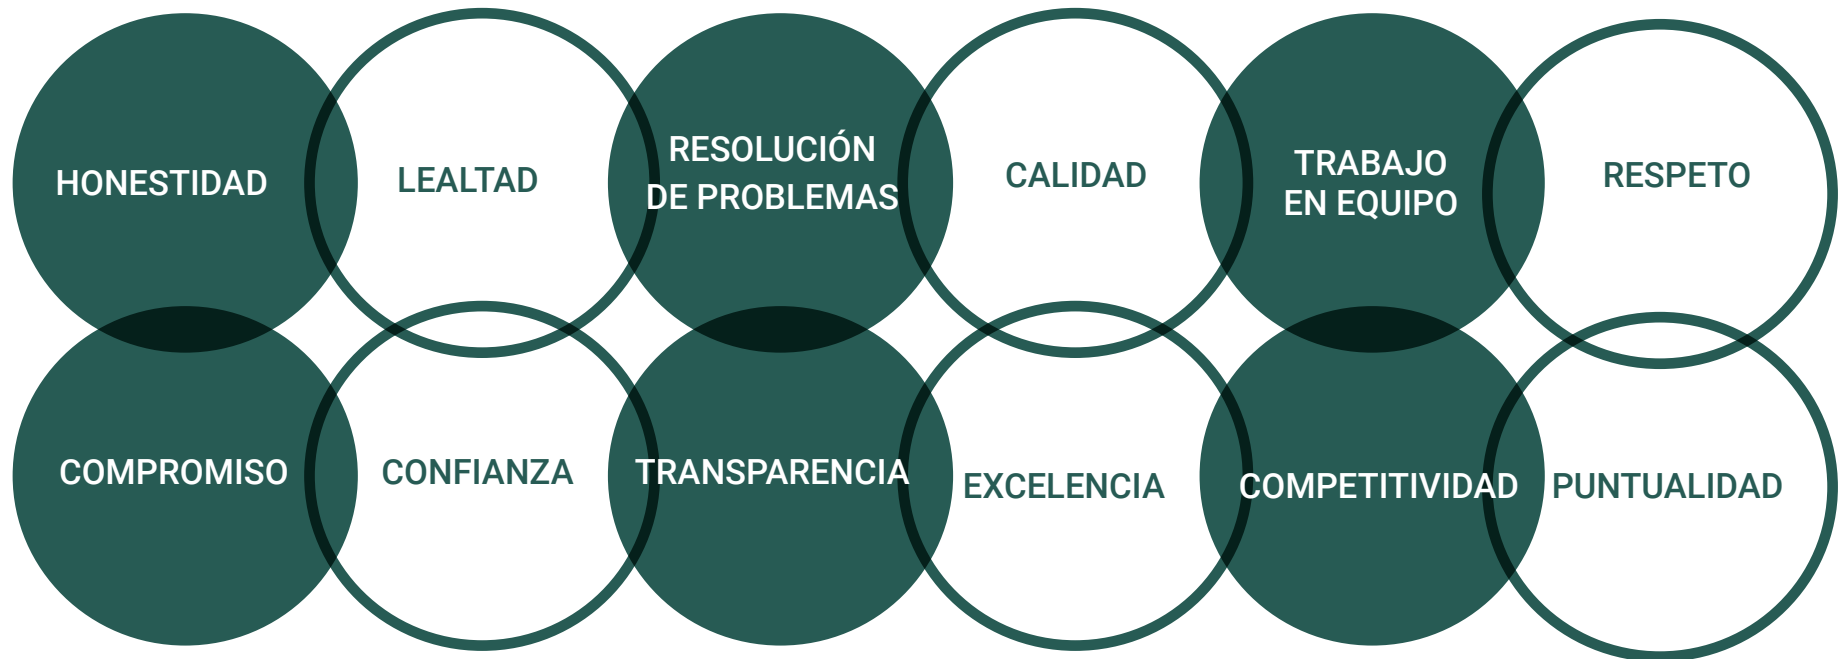 HONESTIDAD
LEALTAD
RESOLUCIÓN
DE PROBLEMAS
CALIDAD
TRABAJO
EN EQUIPO
RESPETO
COMPROMISO
CONFIANZA
TRANSPARENCIA
EXCELENCIA
COMPETITIVIDAD
PUNTUALIDAD